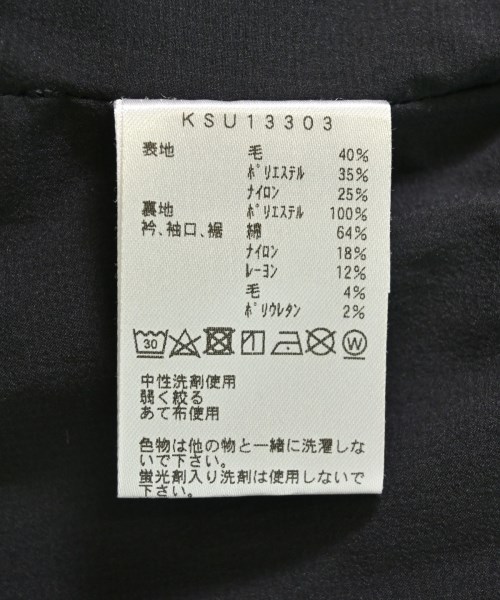 KSU13303
表地 毛 40%
ポリエステル 35%
ナイロン 25%
裏地 ポリエステル 100%
衿、袖口、裾 綿 64%
ナイロン 18%
レーヨン 12%
毛 4%
ポリウレタン 2%
30 W
中性洗剤使用
弱く絞る
あて布使用
色物は他の物と一緒に洗濯しな
いで下さい。
蛍光剤入り洗剤は使用しないで
下さい。